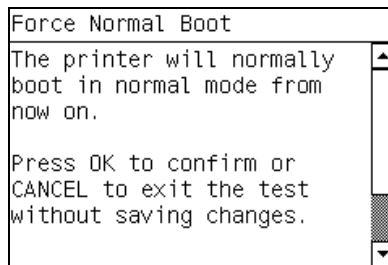 Force Normal Boot
The printer will normally
boot in normal mode from
now on.
Press OK to confirm or
CANCEL to exit the test
without saving changes.